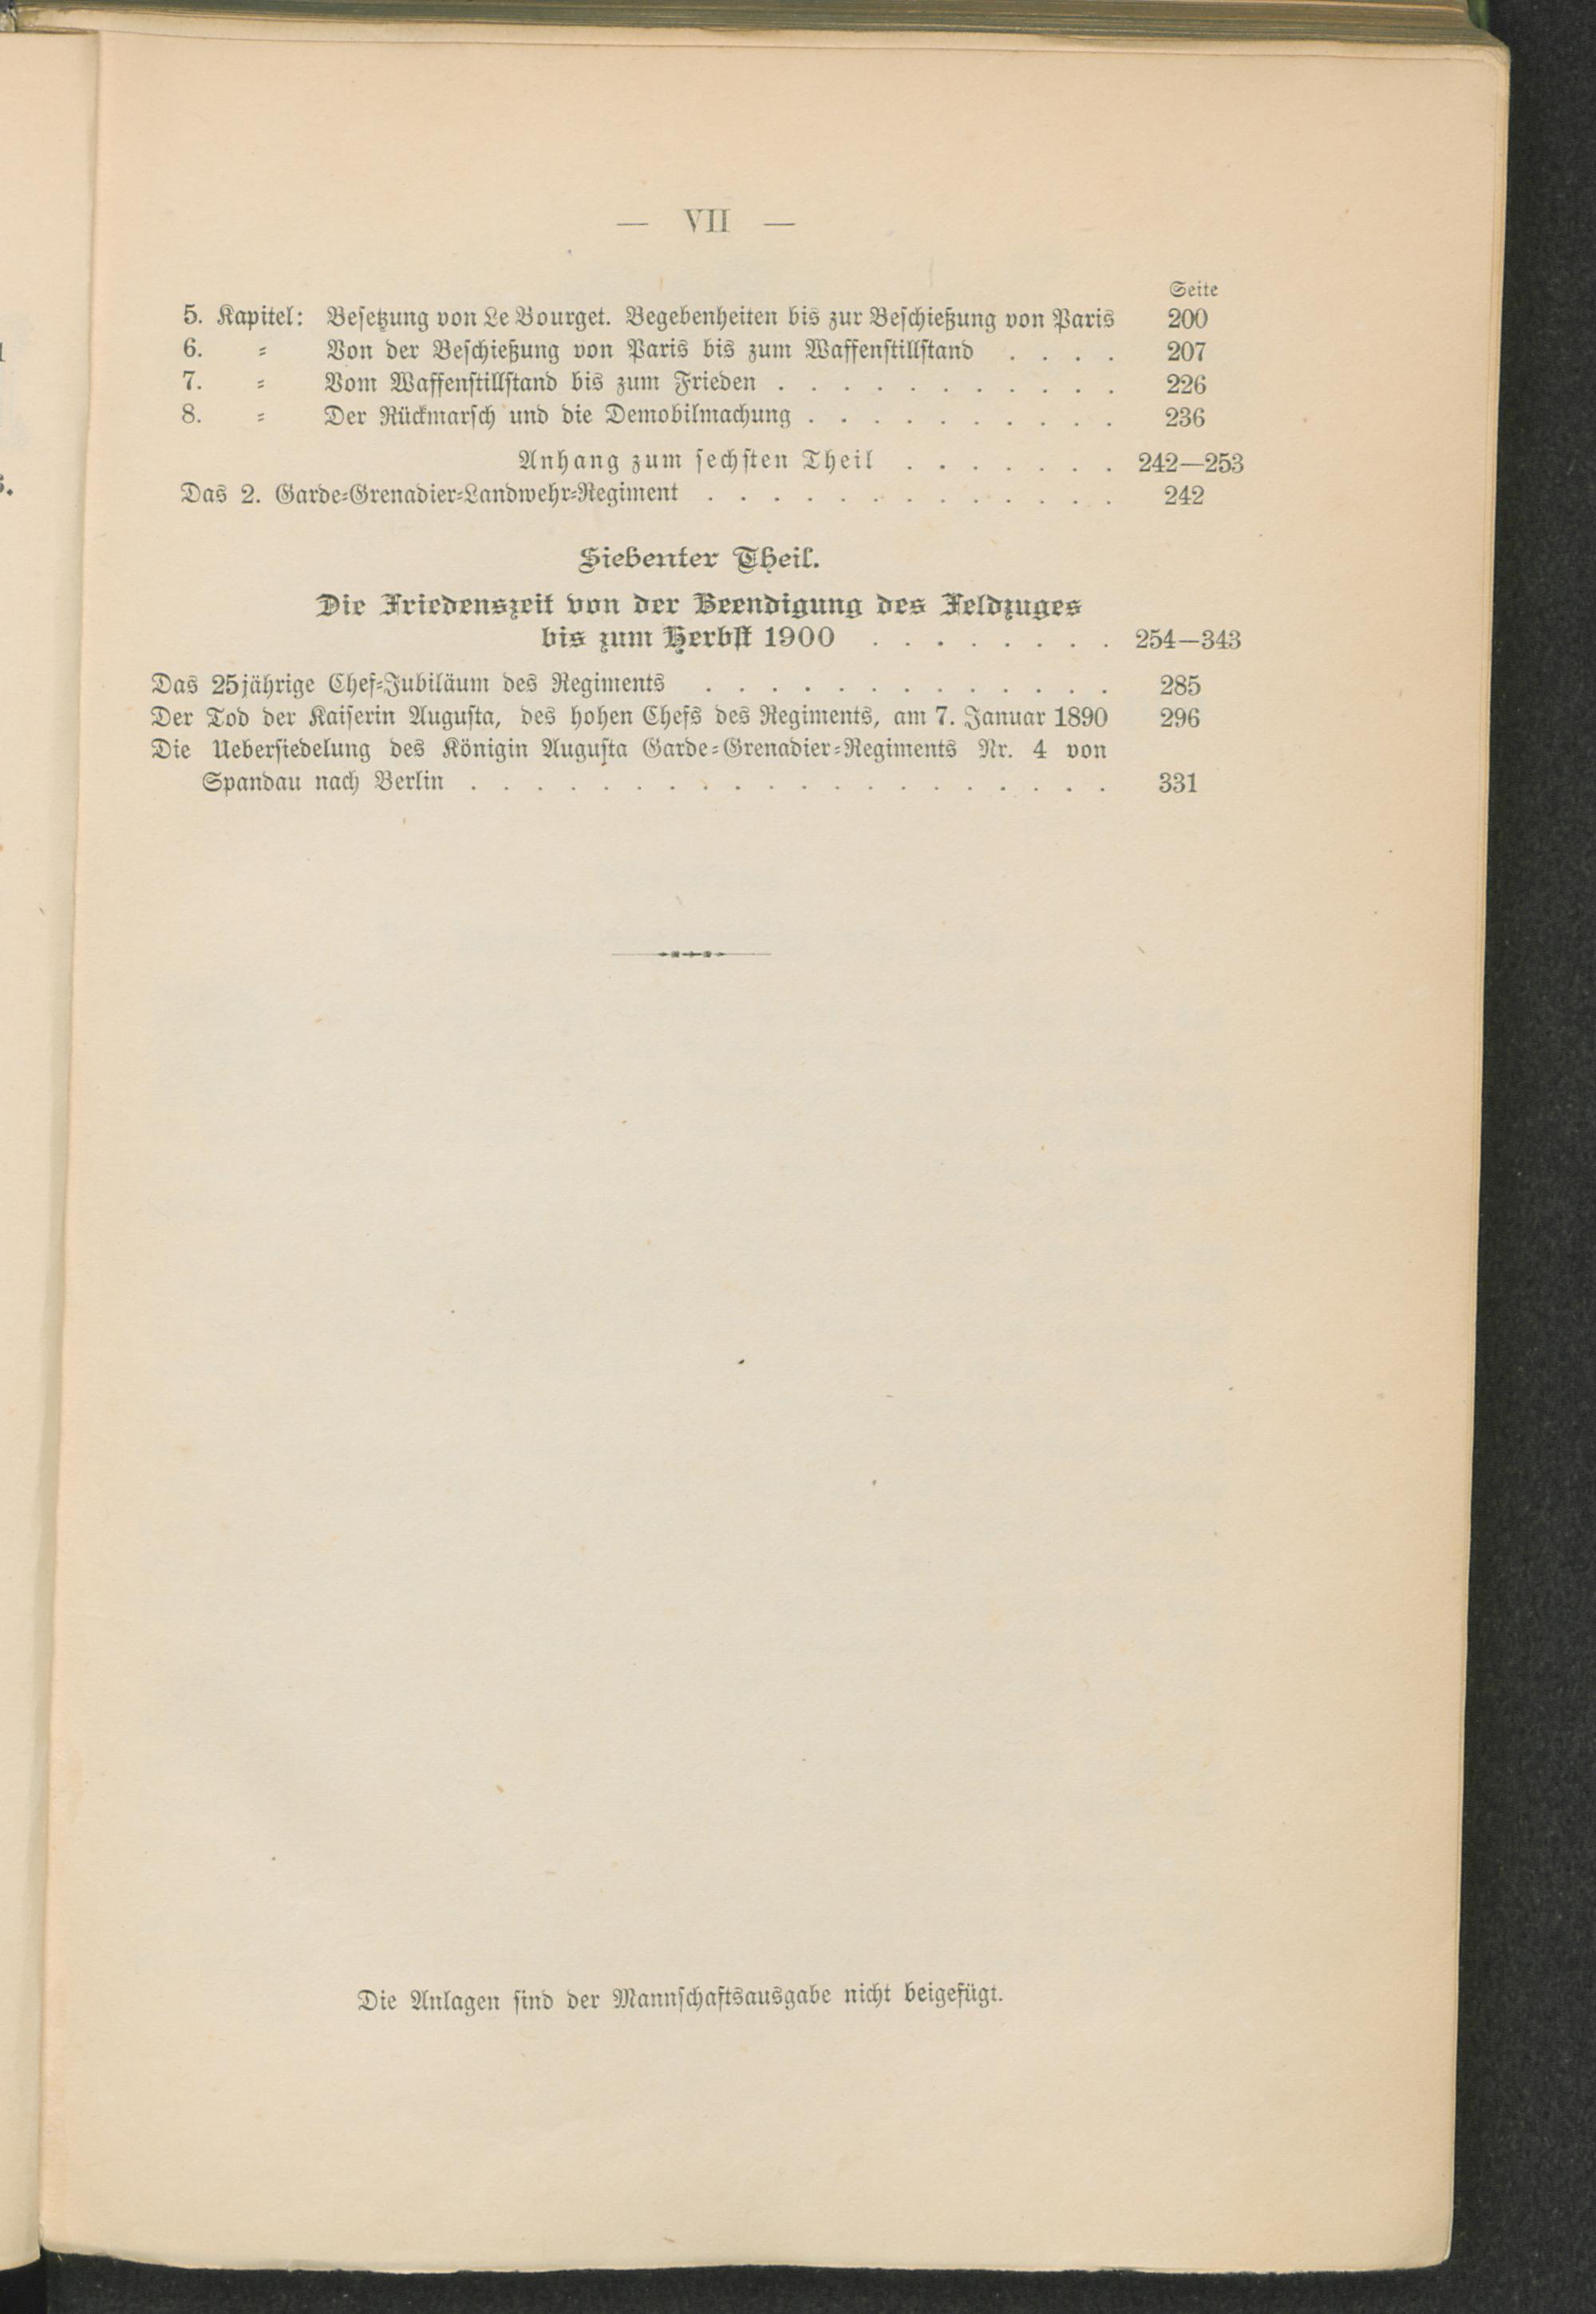 — VII —
Seite
5. Kapitel: Besetzung von Le Bourget. Begebenheiten bis zur Beschießung von Paris 200
6. = Von der Beschießung von Paris bis zum Waffenstillstand . . . . 207
7. = Vom Waffenstillstand bis zum Frieden . . . . . . . . . . . 226
8. = Der Rückmarsch und die Demobilmachung . . . . . . . . . . 236
Anhang zum sechsten Theil . . . . . . . 242—253
Das 2. Garde=Grenadier=Landwehr=Regiment . . . . . . . . . . . . . 242
Siebenter Theil.
Die Friedenszeit von der Beendigung des Feldzuges
bis zum Herbst 1900 . . . . . . . . 254—343
Das 25jährige Chef=Jubiläum des Regiments . . . . . . . . . . . . . 285
Der Tod der Kaiserin Augusta, des hohen Chefs des Regiments, am 7. Januar 1890 296
Die Uebersiedelung des Königin Augusta Garde=Grenadier=Regiments Nr. 4 von
Spandau nach Berlin . . . . . . . . . . . . . . . . . . . . 331
Die Anlagen sind der Mannschaftsausgabe nicht beigefügt.